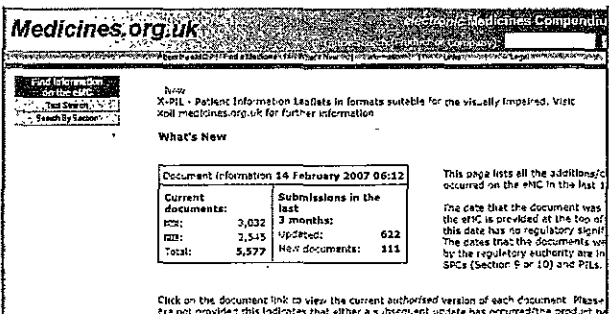 Medicines.org.uk
electronic Medicines Compendiu
Find Information
on the eMC
Text Search
Search By Section
New
X-PIL - Patient Information Leaflets in formats suitable for the visually impaired. Visit
xpil medicines.org.uk for further information
What's New
Document information 14 February 2007 06:12
Current
documents:
3,032
2,545
Total: 5,577
Submissions in the
last
3 months:
Updated: 622
New documents: 111
This page lists all the additions/c
occurred on the eMC in the last 1
The date that the document was
the eMC is provided at the top of
this date has no regulatory signif
The dates that the documents we
by the regulatory authority are in
SPCs (Section 9 or 10) and PILs.
Click on the document link to view the current authorised version of each document. Please
are not provided this indicates that either a subsequent update has occurred/the product ha